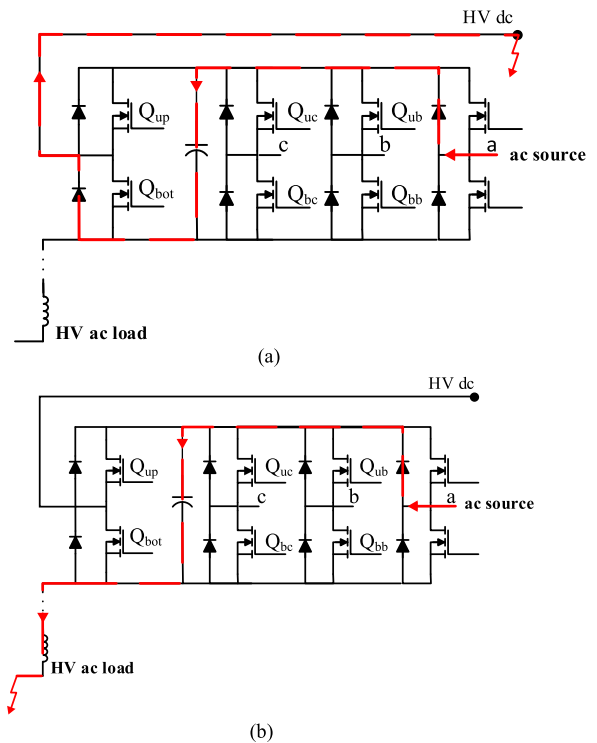 HV dc
Qup
Quc
Qub
c
b
a
ac source
Qbot
Qbc
Qbb
HV ac load
(a)
HV dc
Qup
Quc
Qub
c
b
a
ac source
Qbot
Qbc
Qbb
HV ac load
(b)